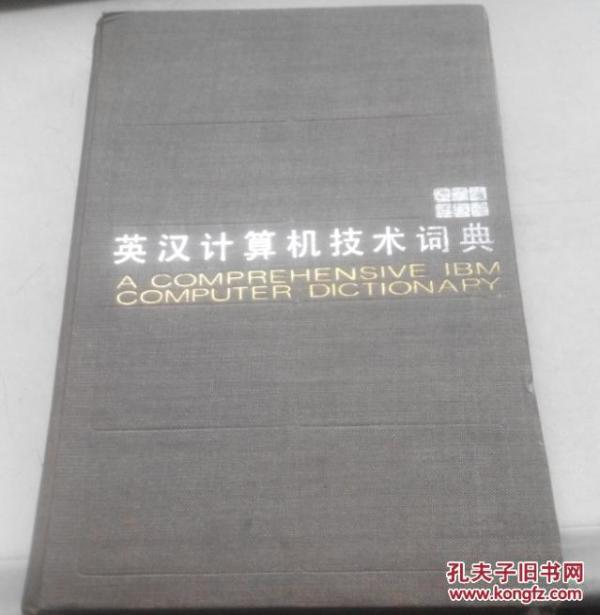 英汉计算机技术词典
A COMPREHENSIVE IBM
COMPUTER DICTIONARY
孔夫子旧书网
www.kongfz.com